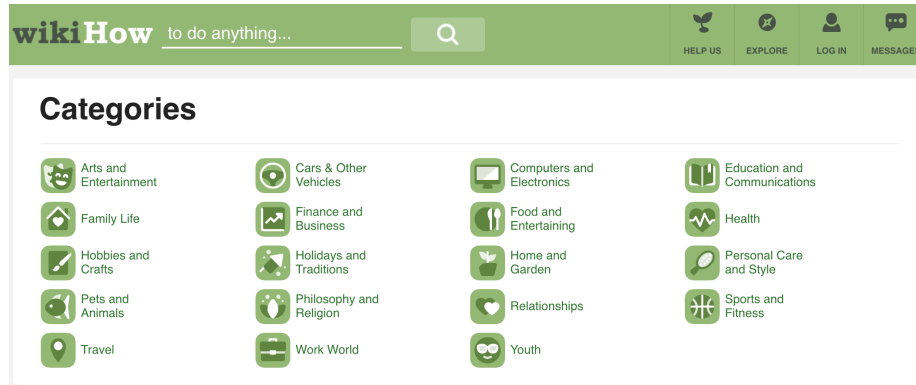 wikiHow to do anything...
HELP US
EXPLORE
LOG IN
MESSAGES
Categories
Arts and
Entertainment
Cars & Other
Vehicles
Computers and
Electronics
Education and
Communications
Family Life
Finance and
Business
Food and
Entertaining
Health
Hobbies and
Crafts
Holidays and
Traditions
Home and
Garden
Personal Care
and Style
Pets and
Animals
Philosophy and
Religion
Relationships
Sports and
Fitness
Travel
Work World
Youth